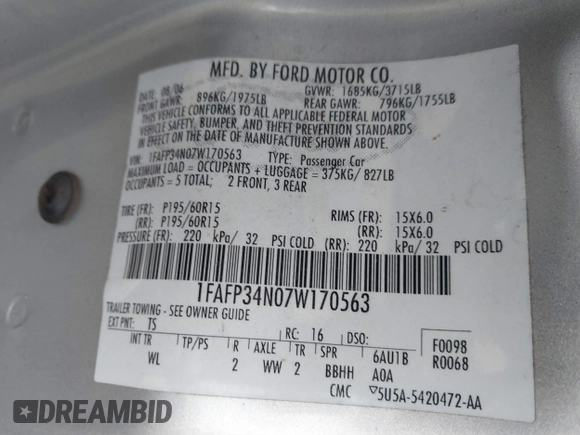 MFD. BY FORD MOTOR CO.
DATE: 08/06 GVWR: 1685KG/3715LB
FRONT GAWR: 896KG/1975LB REAR GAWR: 796KG/1755LB
THIS VEHICLE CONFORMS TO ALL APPLICABLE FEDERAL MOTOR
VEHICLE SAFETY, BUMPER, AND THEFT PREVENTION STANDARDS
IN EFFECT ON THE DATE OF MANUFACTURE SHOWN ABOVE.
VIN: 1FAFP34N07W170563 TYPE: Passenger Car
MAXIMUM LOAD = OCCUPANTS + LUGGAGE = 375KG/ 827LB
OCCUPANTS = 5 TOTAL; 2 FRONT, 3 REAR
TIRE (FR): P195/60R15 RIMS (FR): 15X6.0
(RR): P195/60R15 (RR): 15X6.0
PRESSURE (FR): 220 kPa/ 32 PSI COLD (RR): 220 kPa/ 32 PSI COLD
1FAFP34N07W170563
TRAILER TOWING - SEE OWNER GUIDE
EXT PNT: TS RC: 16 DSO: F0098
INT TR TP/PS R AXLE TR SPR 6AU1B R0068
WL 2 WW 2 BBHH A0A
CMC ▽5U5A-5420472-AA
DREAMBID